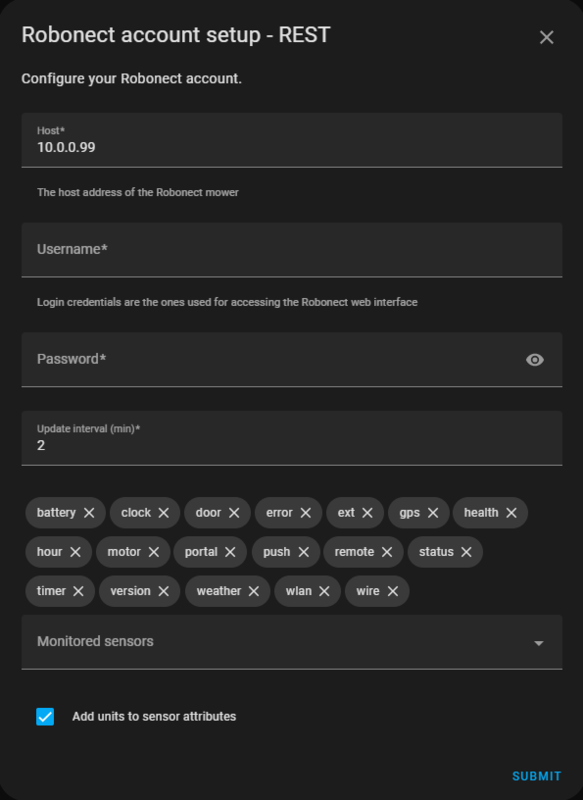 Robonect account setup - REST
Configure your Robonect account.
Host*
10.0.0.99
The host address of the Robonect mower
Username*
Login credentials are the ones used for accessing the Robonect web interface
Password*
Update interval (min)*
2
battery clock door error ext gps health
hour motor portal push remote status
timer version weather wlan wire
Monitored sensors
Add units to sensor attributes
SUBMIT